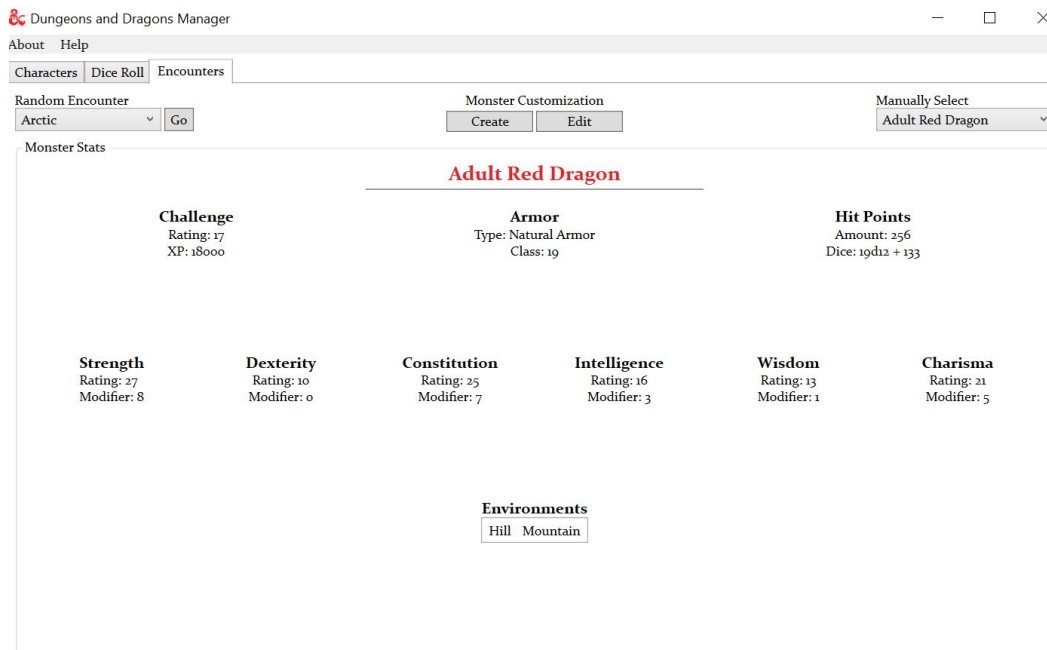 Dungeons and Dragons Manager
About Help
Characters Dice Roll Encounters
Random Encounter Monster Customization Manually Select
Arctic Go Create Edit Adult Red Dragon
Monster Stats
Adult Red Dragon
Challenge Armor Hit Points
Rating: 17 Type: Natural Armor Amount: 256
XP: 18000 Class: 19 Dice: 19d12 + 133
Strength Dexterity Constitution Intelligence Wisdom Charisma
Rating: 27 Rating: 10 Rating: 25 Rating: 16 Rating: 13 Rating: 21
Modifier: 8 Modifier: 0 Modifier: 7 Modifier: 3 Modifier: 1 Modifier: 5
Environments
Hill Mountain